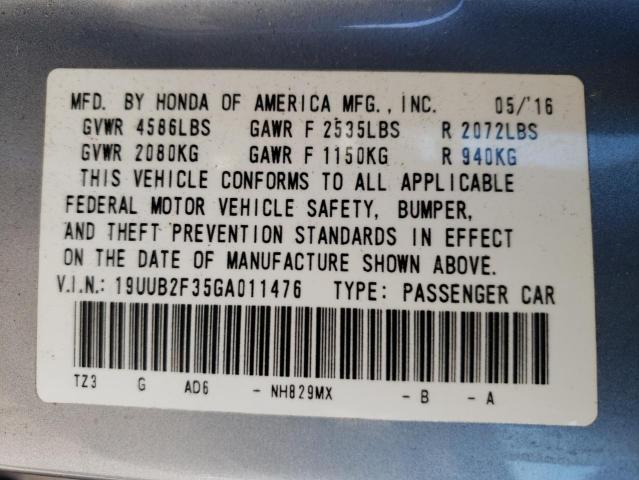 MFD. BY HONDA OF AMERICA MFG., INC. 05/'16
GVWR 4586LBS GAWR F 2535LBS R 2072LBS
GVWR 2080KG GAWR F 1150KG R 940KG
THIS VEHICLE CONFORMS TO ALL APPLICABLE
FEDERAL MOTOR VEHICLE SAFETY, BUMPER,
AND THEFT PREVENTION STANDARDS IN EFFECT
ON THE DATE OF MANUFACTURE SHOWN ABOVE.
V.I.N.: 19UUB2F35GA011476 TYPE: PASSENGER CAR
TZ3 G AD6 - NH829MX - B - A